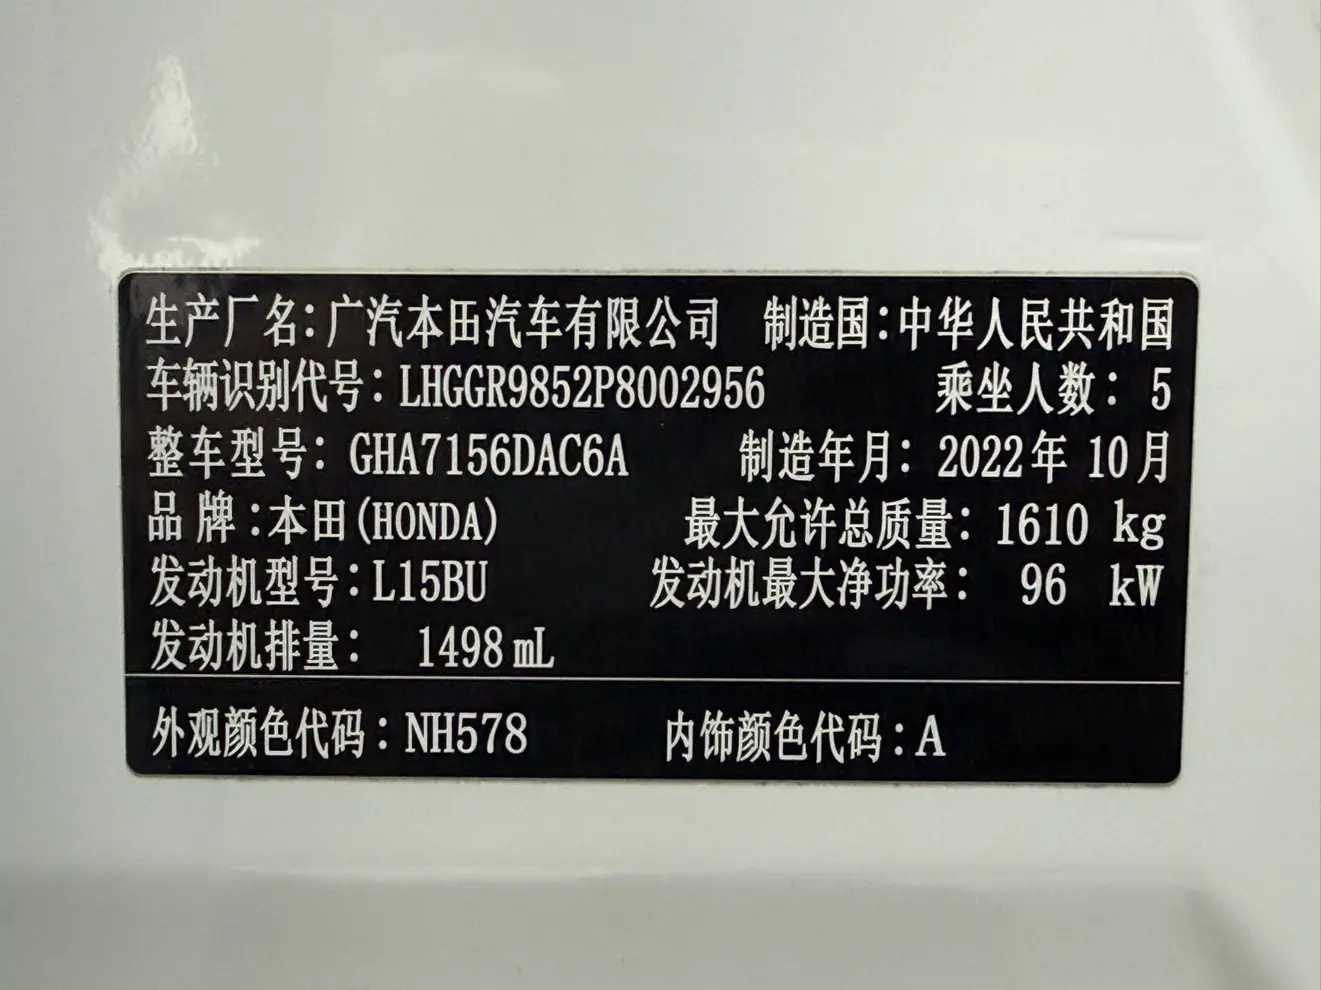 生产厂名:广汽本田汽车有限公司 制造国:中华人民共和国
车辆识别代号:LHGGR9852P8002956 乘坐人数: 5
整车型号: GHA7156DAC6A 制造年月: 2022年 10月
品 牌:本田(HONDA) 最大允许总质量: 1610 kg
发动机型号:L15BU 发动机最大净功率: 96 kW
发动机排量: 1498mL
外观颜色代码:NH578 内饰颜色代码:A